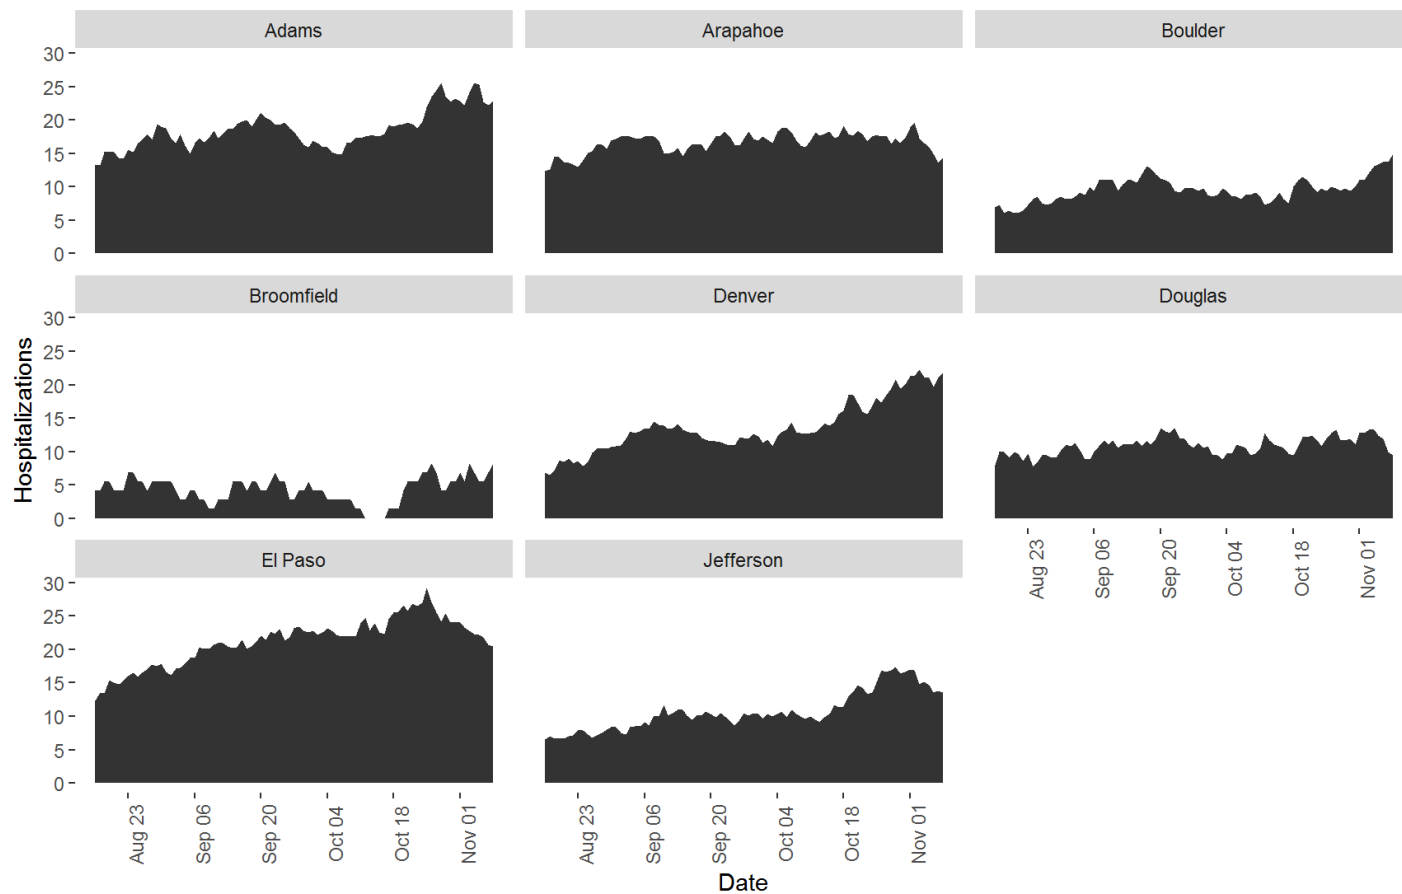 Adams
Arapahoe
Boulder
30
25
20
15
10
5
0
Broomfield
Denver
Douglas
30
25
20
15
10
5
0
Hospitalizations
Aug 23
Sep 06
Sep 20
Oct 04
Oct 18
Nov 01
El Paso
Jefferson
30
25
20
15
10
5
0
Aug 23
Sep 06
Sep 20
Oct 04
Oct 18
Nov 01
Aug 23
Sep 06
Sep 20
Oct 04
Oct 18
Nov 01
Date